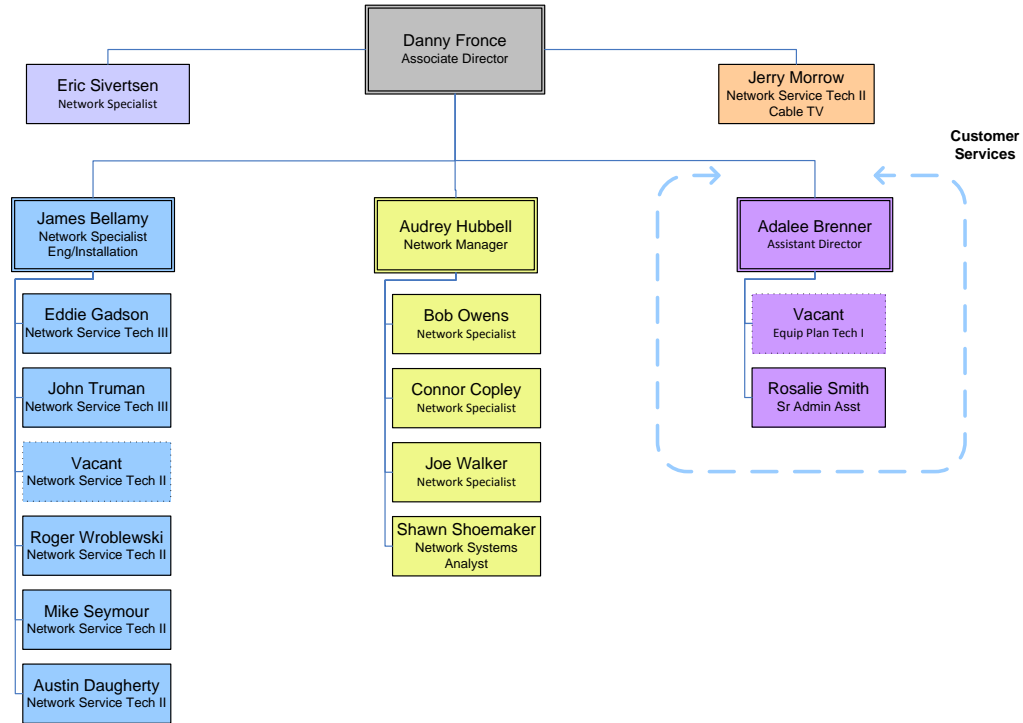 Danny Fronce
Associate Director
Eric Sivertsen
Network Specialist
Jerry Morrow
Network Service Tech II
Cable TV
Customer
Services
James Bellamy
Network Specialist
Eng/Installation
Eddie Gadson
Network Service Tech III
John Truman
Network Service Tech III
Vacant
Network Service Tech II
Roger Wroblewski
Network Service Tech II
Mike Seymour
Network Service Tech II
Austin Daugherty
Network Service Tech II
Audrey Hubbell
Network Manager
Bob Owens
Network Specialist
Connor Copley
Network Specialist
Joe Walker
Network Specialist
Shawn Shoemaker
Network Systems
Analyst
Adalee Brenner
Assistant Director
Vacant
Equip Plan Tech I
Rosalie Smith
Sr Admin Asst